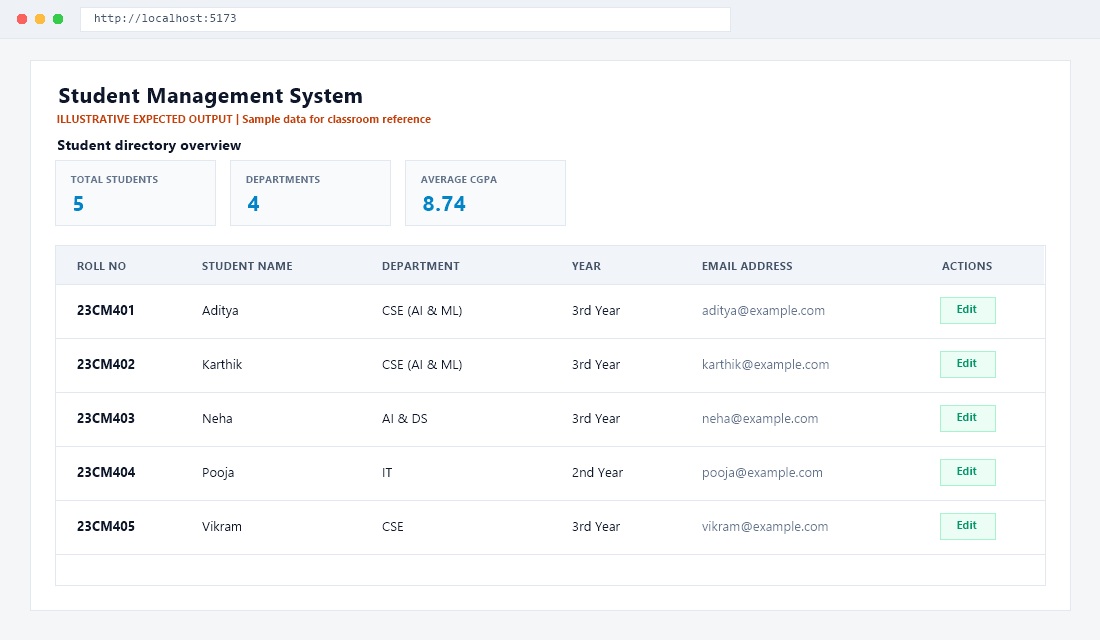 http://localhost:5173
Student Management System
ILLUSTRATIVE EXPECTED OUTPUT | Sample data for classroom reference
Student directory overview
TOTAL STUDENTS DEPARTMENTS AVERAGE CGPA
5 4 8.74
ROLL NO STUDENT NAME DEPARTMENT YEAR EMAIL ADDRESS ACTIONS
23CM401 Aditya CSE (AI & ML) 3rd Year aditya@example.com Edit
23CM402 Karthik CSE (AI & ML) 3rd Year karthik@example.com Edit
23CM403 Neha AI & DS 3rd Year neha@example.com Edit
23CM404 Pooja IT 2nd Year pooja@example.com Edit
23CM405 Vikram CSE 3rd Year vikram@example.com Edit